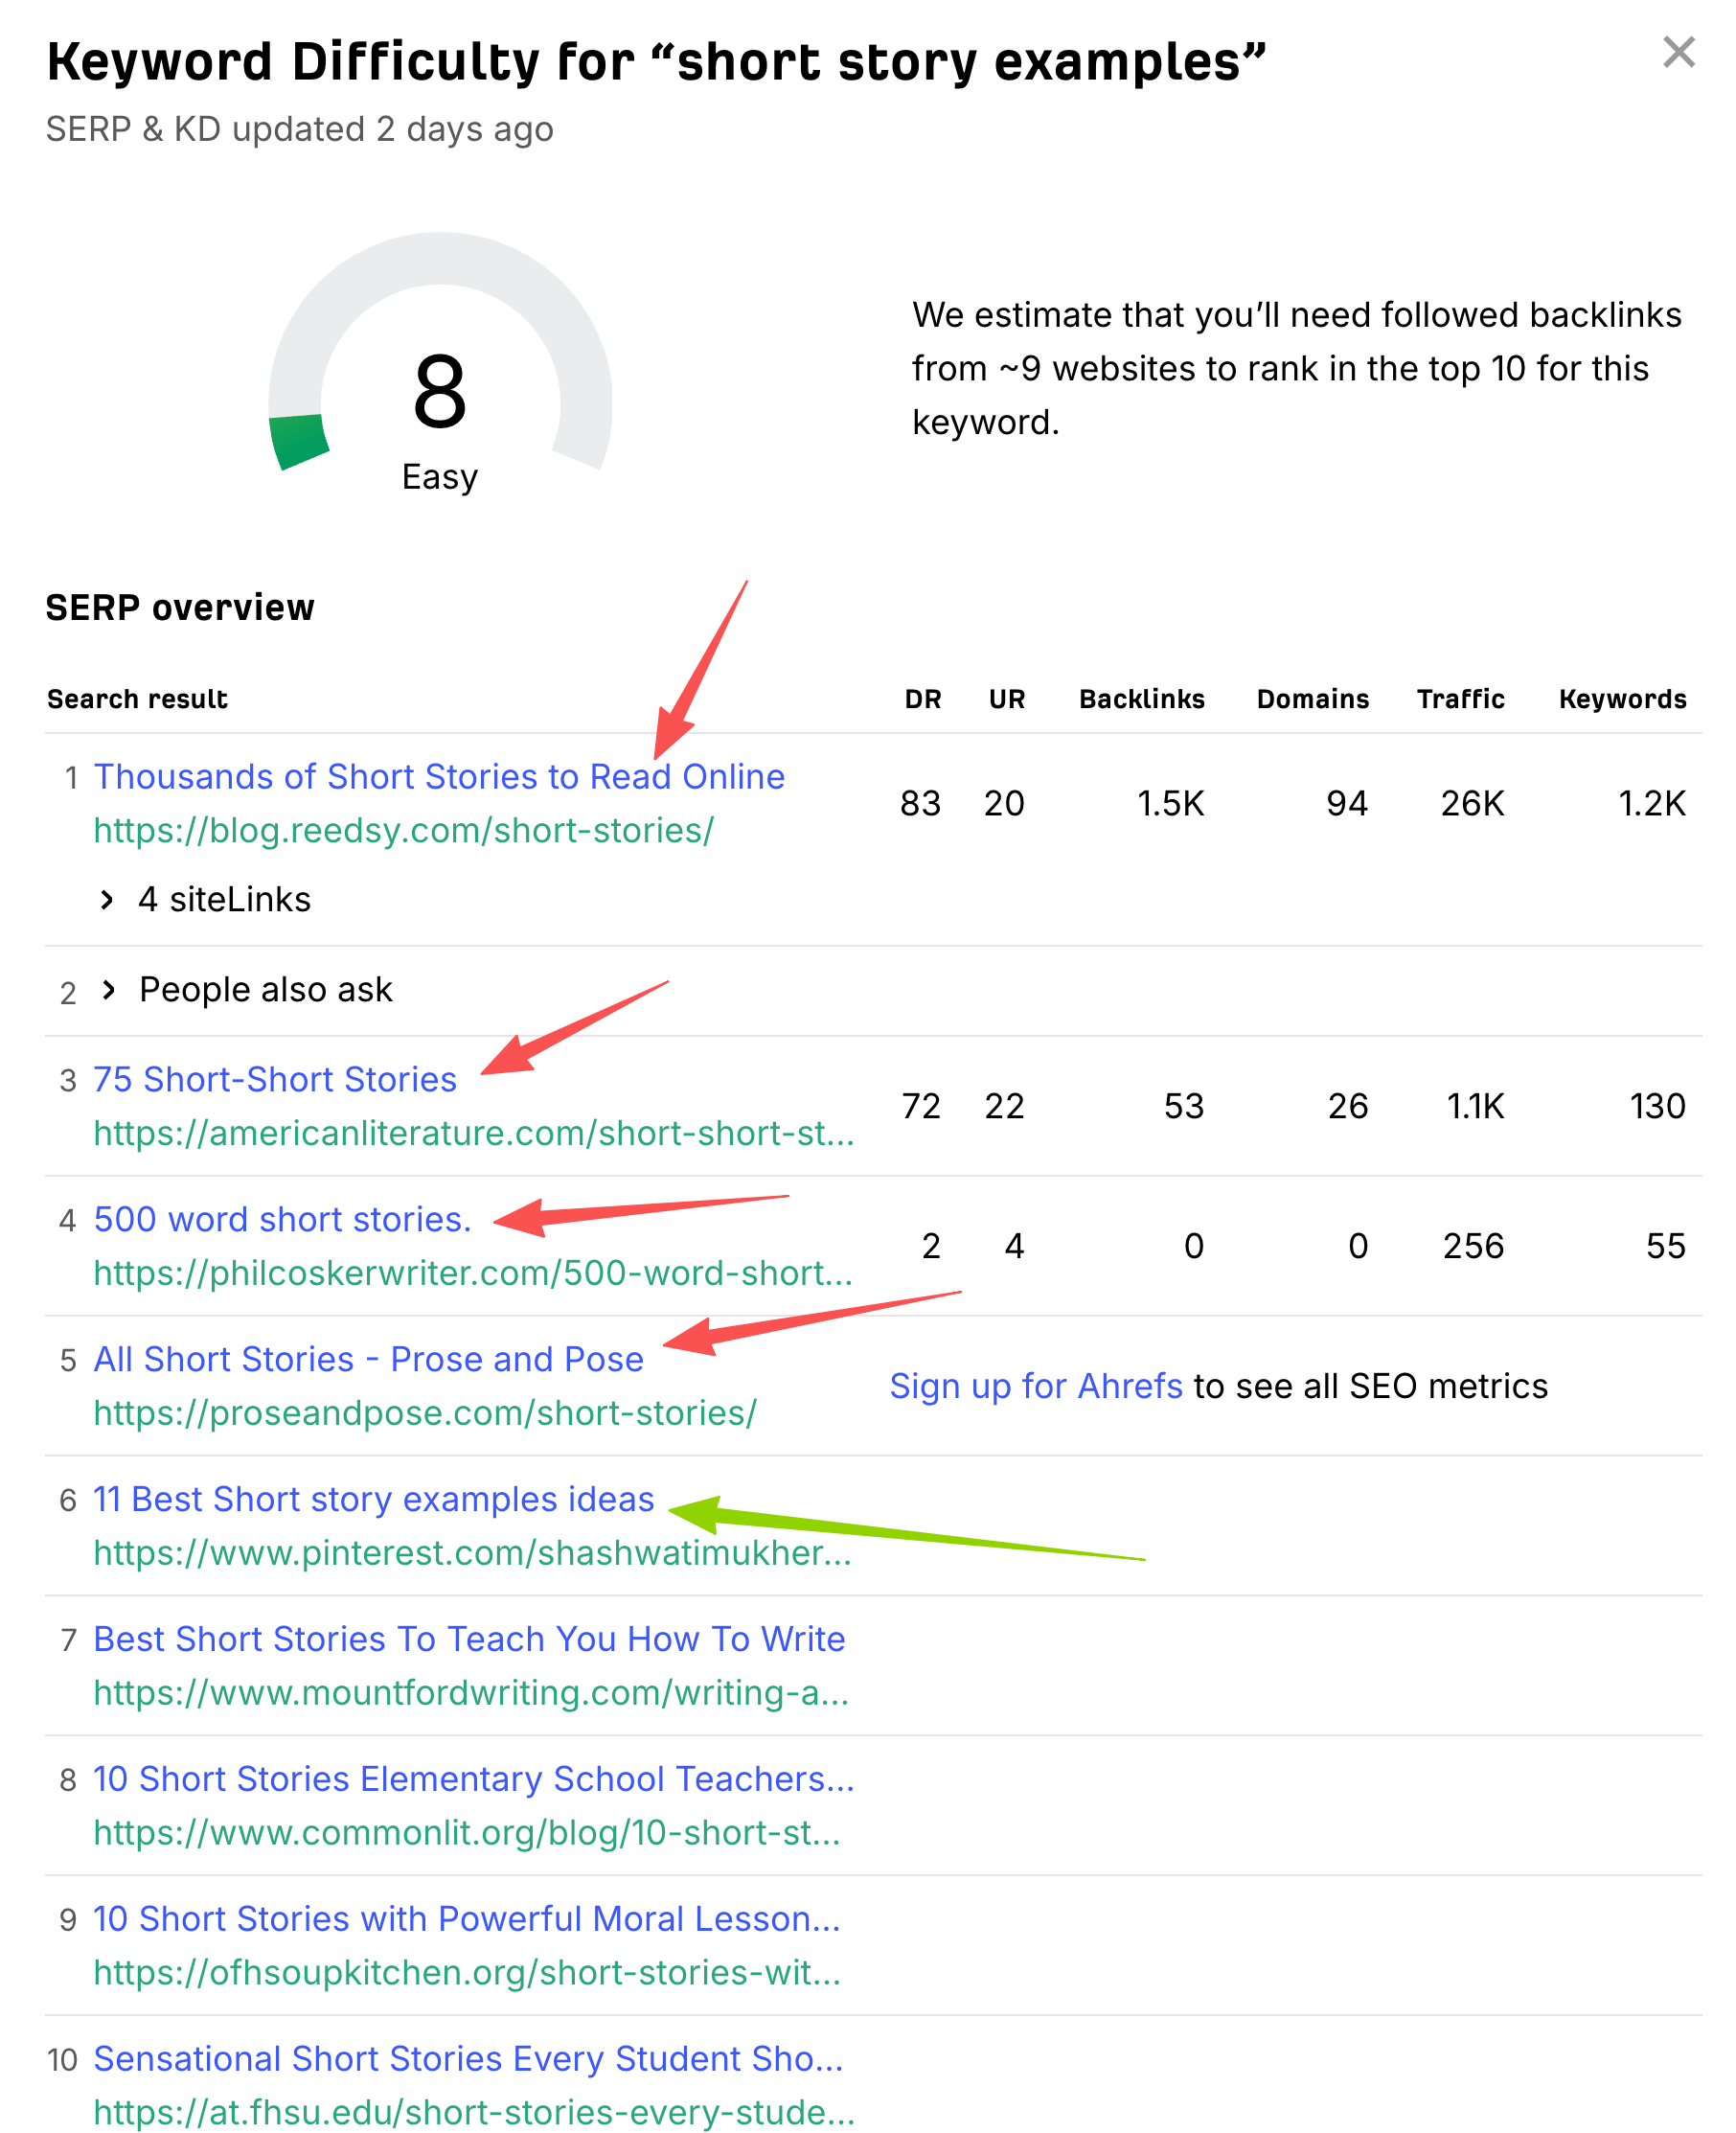 Keyword Difficulty for “short story examples”
SERP & KD updated 2 days ago
8
Easy
We estimate that you’ll need followed backlinks
from ~9 websites to rank in the top 10 for this
keyword.
SERP overview
Search result DR UR Backlinks Domains Traffic Keywords
1 Thousands of Short Stories to Read Online 83 20 1.5K 94 26K 1.2K
https://blog.reedsy.com/short-stories/
4 siteLinks
2 People also ask
3 75 Short-Short Stories 72 22 53 26 1.1K 130
https://americanliterature.com/short-short-st...
4 500 word short stories. 2 4 0 0 256 55
https://philcoskerwriter.com/500-word-short...
5 All Short Stories - Prose and Pose Sign up for Ahrefs to see all SEO metrics
https://proseandpose.com/short-stories/
6 11 Best Short story examples ideas
https://www.pinterest.com/shashwatimukher...
7 Best Short Stories To Teach You How To Write
https://www.mountfordwriting.com/writing-a...
8 10 Short Stories Elementary School Teachers...
https://www.commonlit.org/blog/10-short-st...
9 10 Short Stories with Powerful Moral Lesson...
https://ofhsoupkitchen.org/short-stories-wit...
10 Sensational Short Stories Every Student Sho...
https://at.fhsu.edu/short-stories-every-stude...